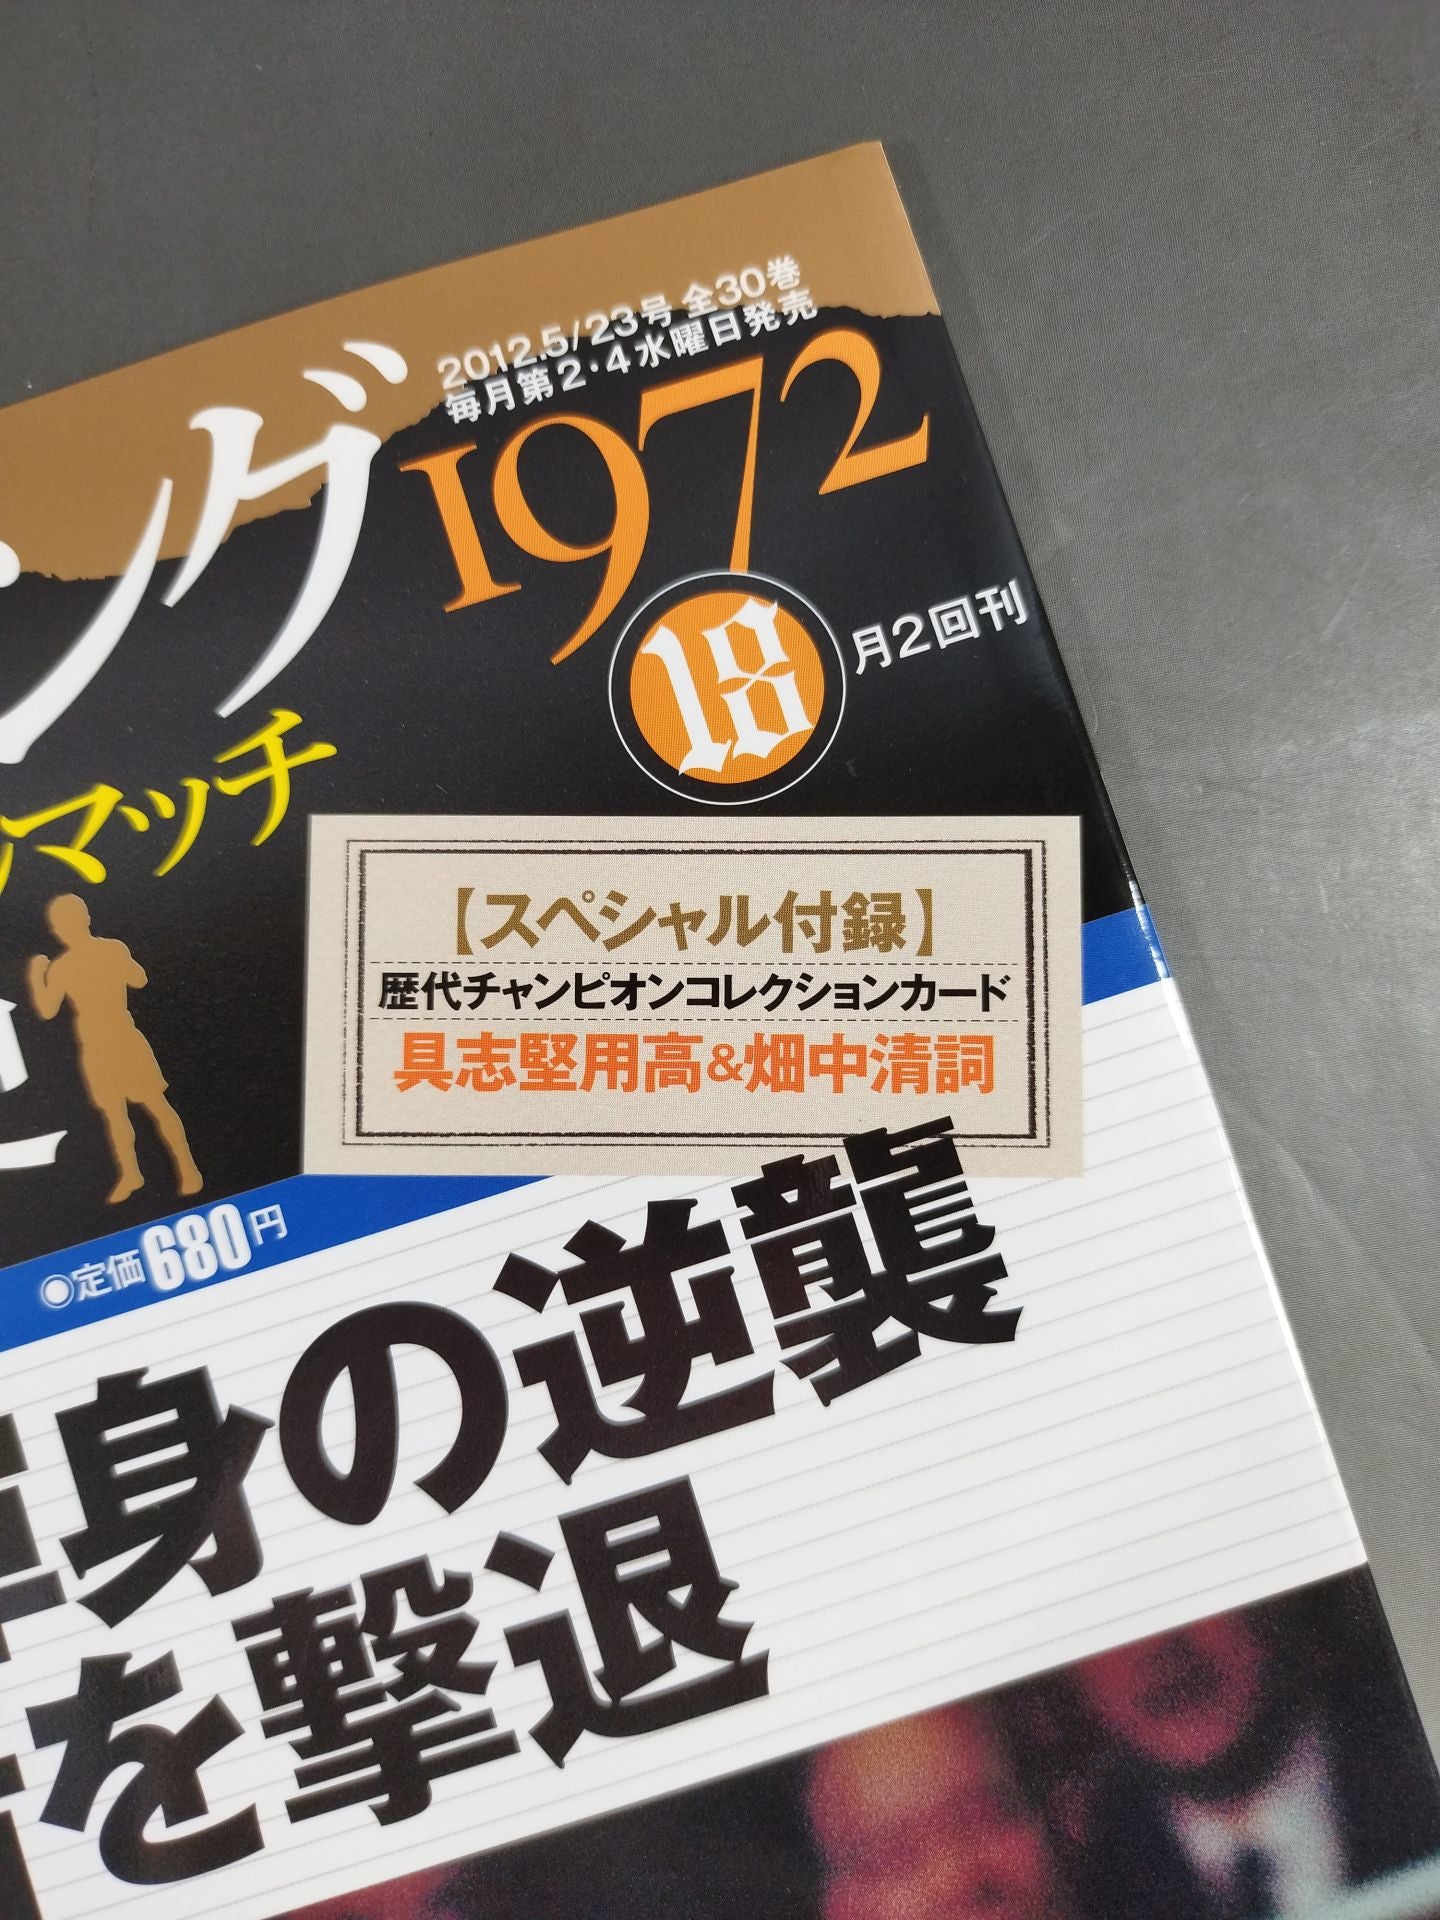 2012.5/23号 全30巻
毎月第2・4水曜日発売
ング
1972
18
月2回刊
マッチ
【スペシャル付録】
歴代チャンピオンコレクションカード
具志堅用高&畑中清詞
◉定価680円
身の逆襲
を撃退